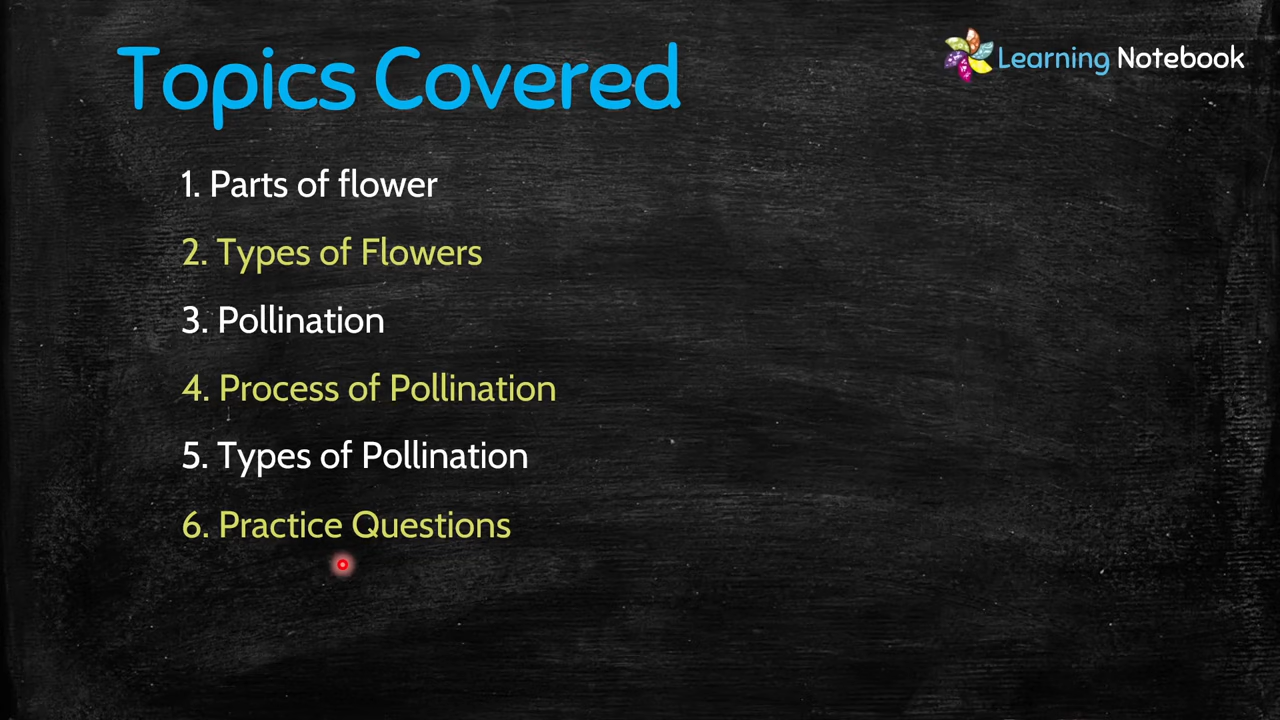 Topics Covered
Learning Notebook
1. Parts of flower
2. Types of Flowers
3. Pollination
4. Process of Pollination
5. Types of Pollination
6. Practice Questions